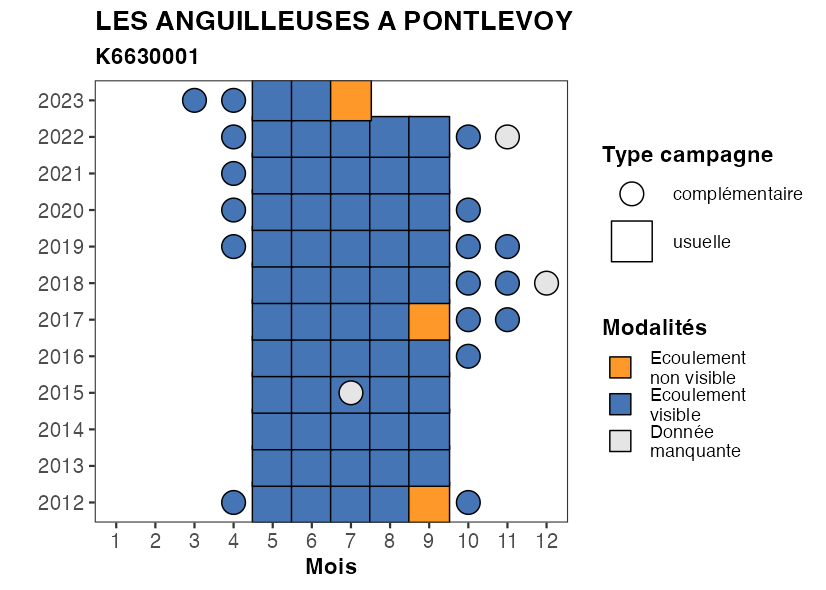 LES ANGUILLEUSES A PONTLEVOY
K6630001
2023
2022
2021
2020
2019
2018
2017
2016
2015
2014
2013
2012
1 2 3 4 5 6 7 8 9 10 11 12
Mois
Type campagne
complémentaire
usuelle
Modalités
Ecoulement
non visible
Ecoulement
visible
Donnée
manquante